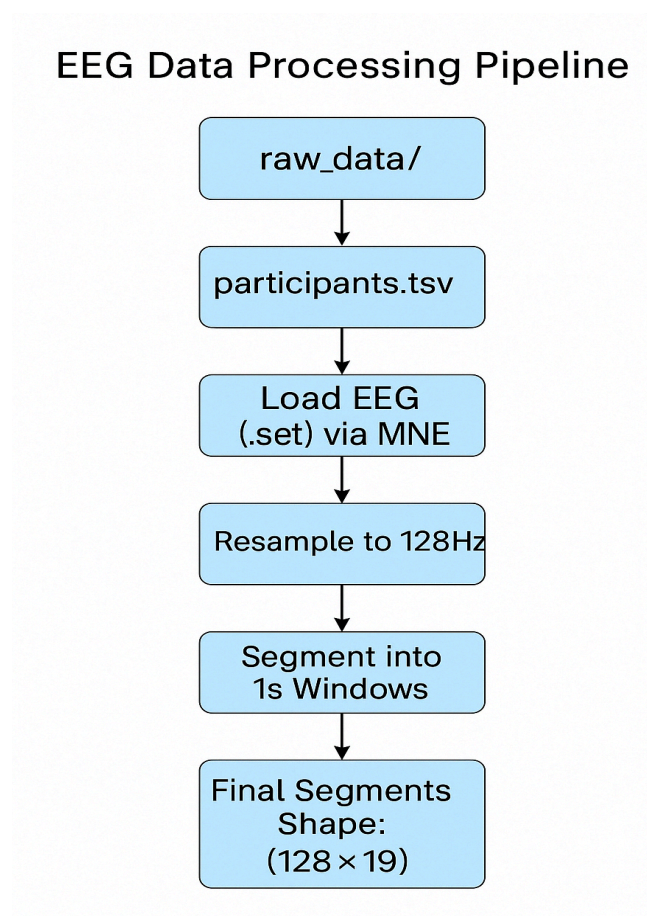 EEG Data Processing Pipeline
raw_data/
participants.tsv
Load EEG
(.set) via MNE
Resample to 128Hz
Segment into
1s Windows
Final Segments
Shape:
(128 × 19)